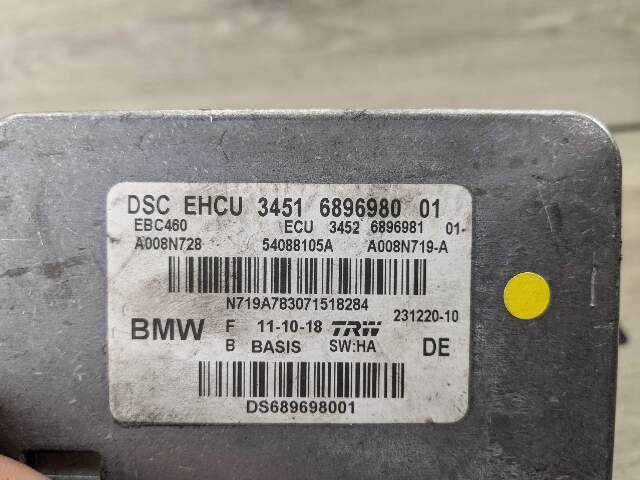 DSC EHCU 3451 6896980 01
EBC460 ECU 3452 6896981 01-
A008N728 54088105A A008N719-A
N719A783071518284
BMW F 11-10-18 TRW 231220-10
B BASIS SW:HA DE
DS689698001